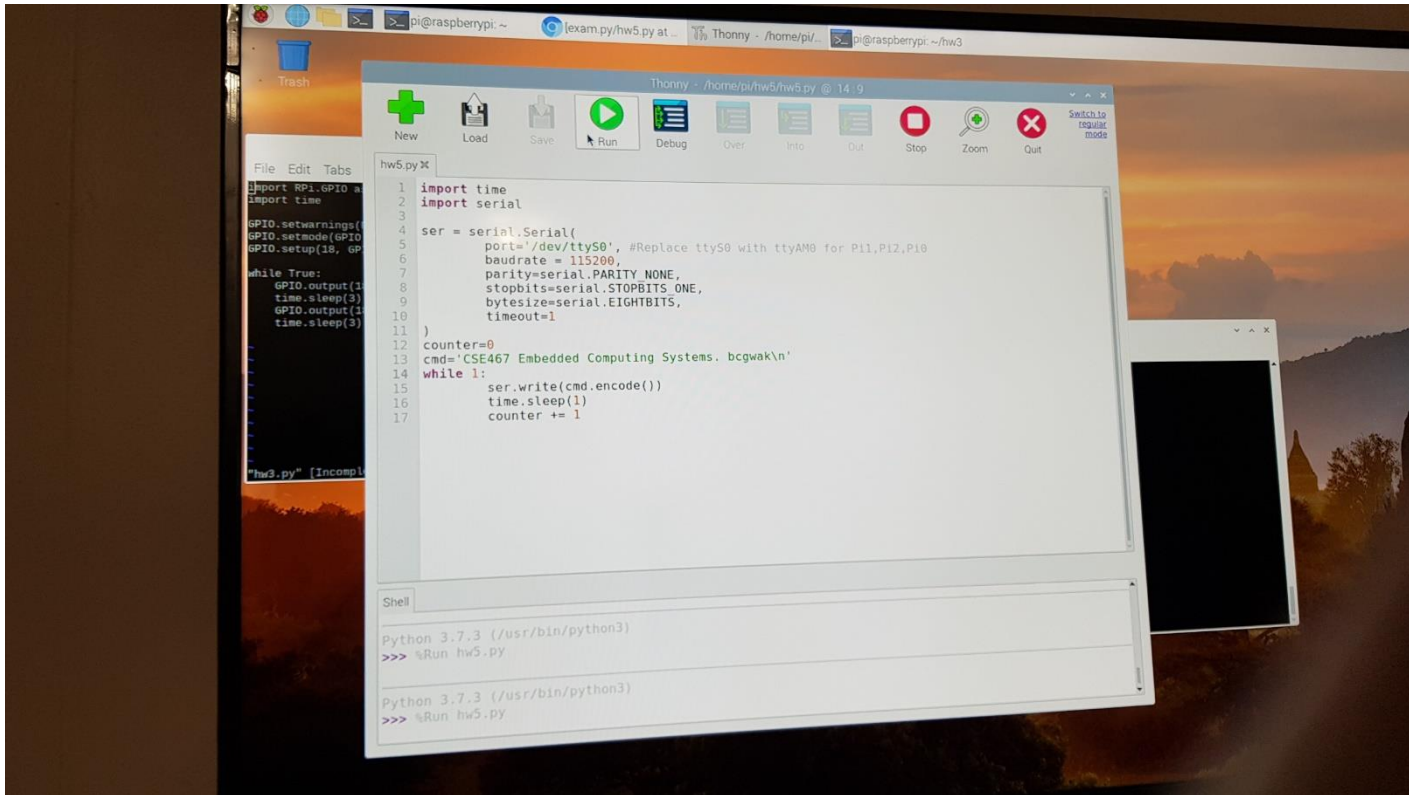 pi@raspberrypi: ~
[exam.py/hw5.py at ...
Thonny - /home/pi/...
pi@raspberrypi: ~/hw3
Trash
Thonny - /home/pi/hw5/hw5.py @ 14:9
New
Load
Save
Run
Debug
Over
Into
Out
Stop
Zoom
Quit
Switch to
regular
mode
File Edit Tabs
import RPi.GPIO a
import time
GPIO.setwarnings(
GPIO.setmode(GPIO
GPIO.setup(18, GP
while True:
GPIO.output(1
time.sleep(3)
GPIO.output(1
time.sleep(3)
"hw3.py" [Incompl
hw5.py
1 import time
2 import serial
3
4 ser = serial.Serial(
5 port='/dev/ttyS0', #Replace ttyS0 with ttyAM0 for Pi1,Pi2,Pi0
6 baudrate = 115200,
7 parity=serial.PARITY_NONE,
8 stopbits=serial.STOPBITS_ONE,
9 bytesize=serial.EIGHTBITS,
10 timeout=1
11 )
12 counter=0
13 cmd='CSE467 Embedded Computing Systems. bcgwak\n'
14 while 1:
15 ser.write(cmd.encode())
16 time.sleep(1)
17 counter += 1
Shell
Python 3.7.3 (/usr/bin/python3)
>>> %Run hw5.py
Python 3.7.3 (/usr/bin/python3)
>>> %Run hw5.py